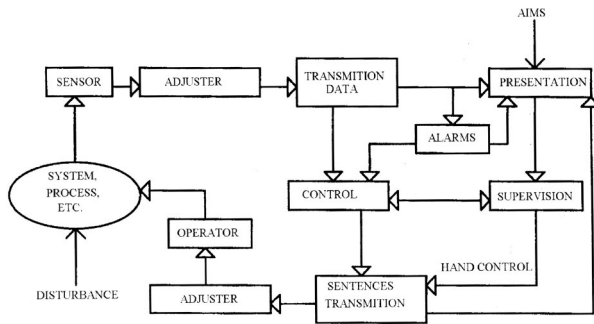 AIMS
SENSOR
ADJUSTER
TRANSMITION
DATA
PRESENTATION
ALARMS
SYSTEM,
PROCESS,
ETC.
CONTROL
SUPERVISION
OPERATOR
HAND CONTROL
DISTURBANCE
ADJUSTER
SENTENCES
TRANSMITION